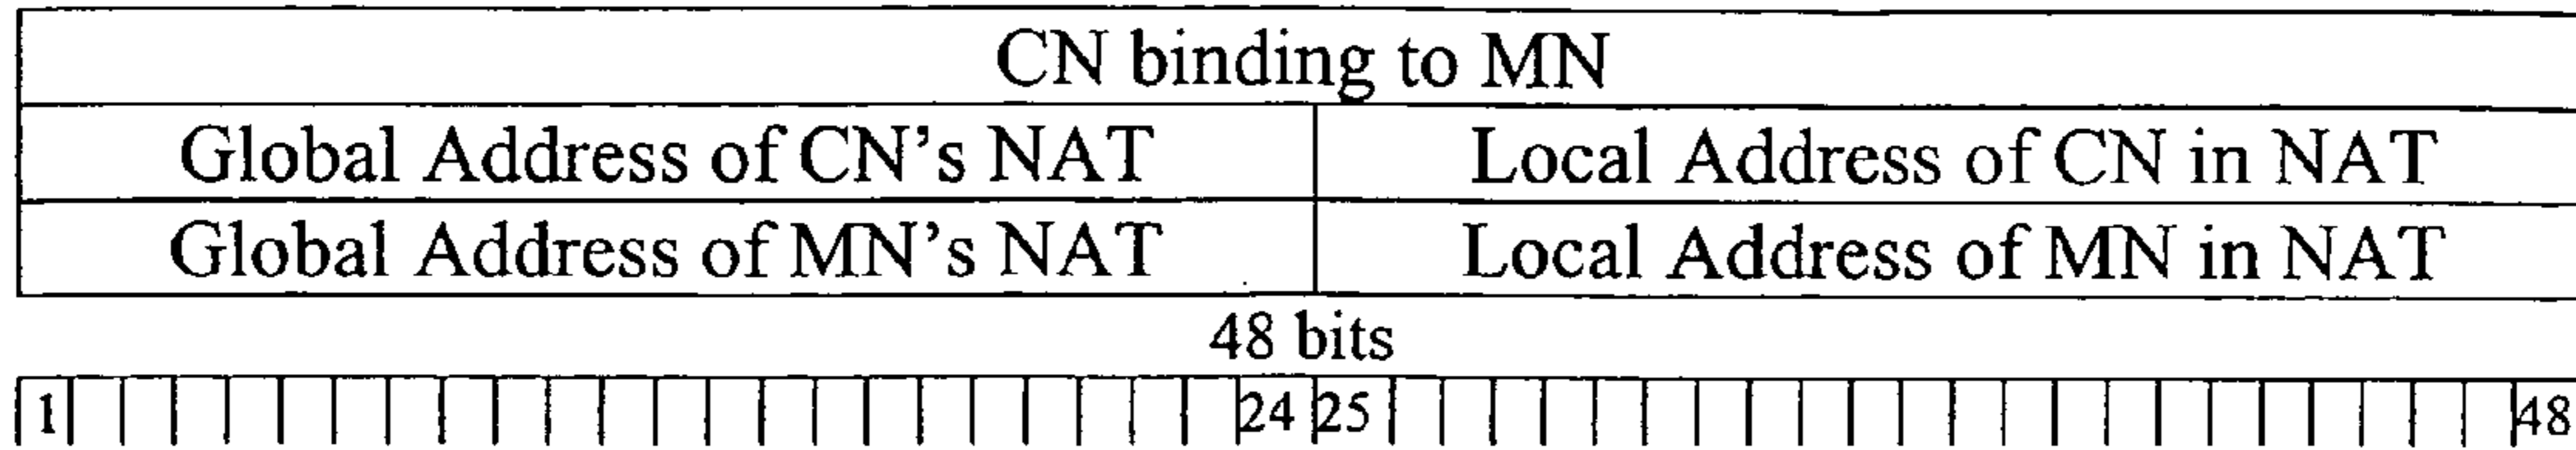 CN binding to MN
Global Address of CN's NAT Local Address of CN in NAT
Global Address of MN's NAT Local Address of MN in NAT
48 bits
1 24 25 48